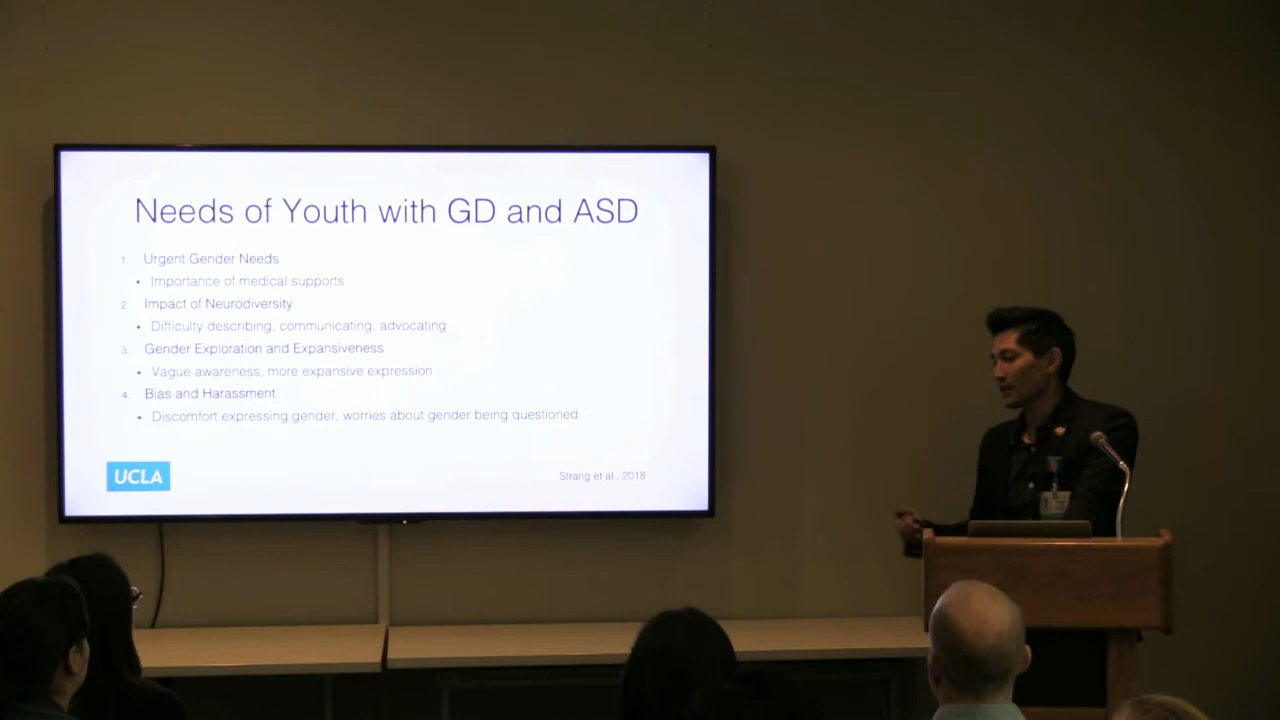 Needs of Youth with GD and ASD
1. Urgent Gender Needs
• Importance of medical supports
2. Impact of Neurodiversity
• Difficulty describing, communicating, advocating
3. Gender Exploration and Expansiveness
• Vague awareness, more expansive expression
4. Bias and Harassment
• Discomfort expressing gender, worries about gender being questioned
UCLA
Strang et al., 2018